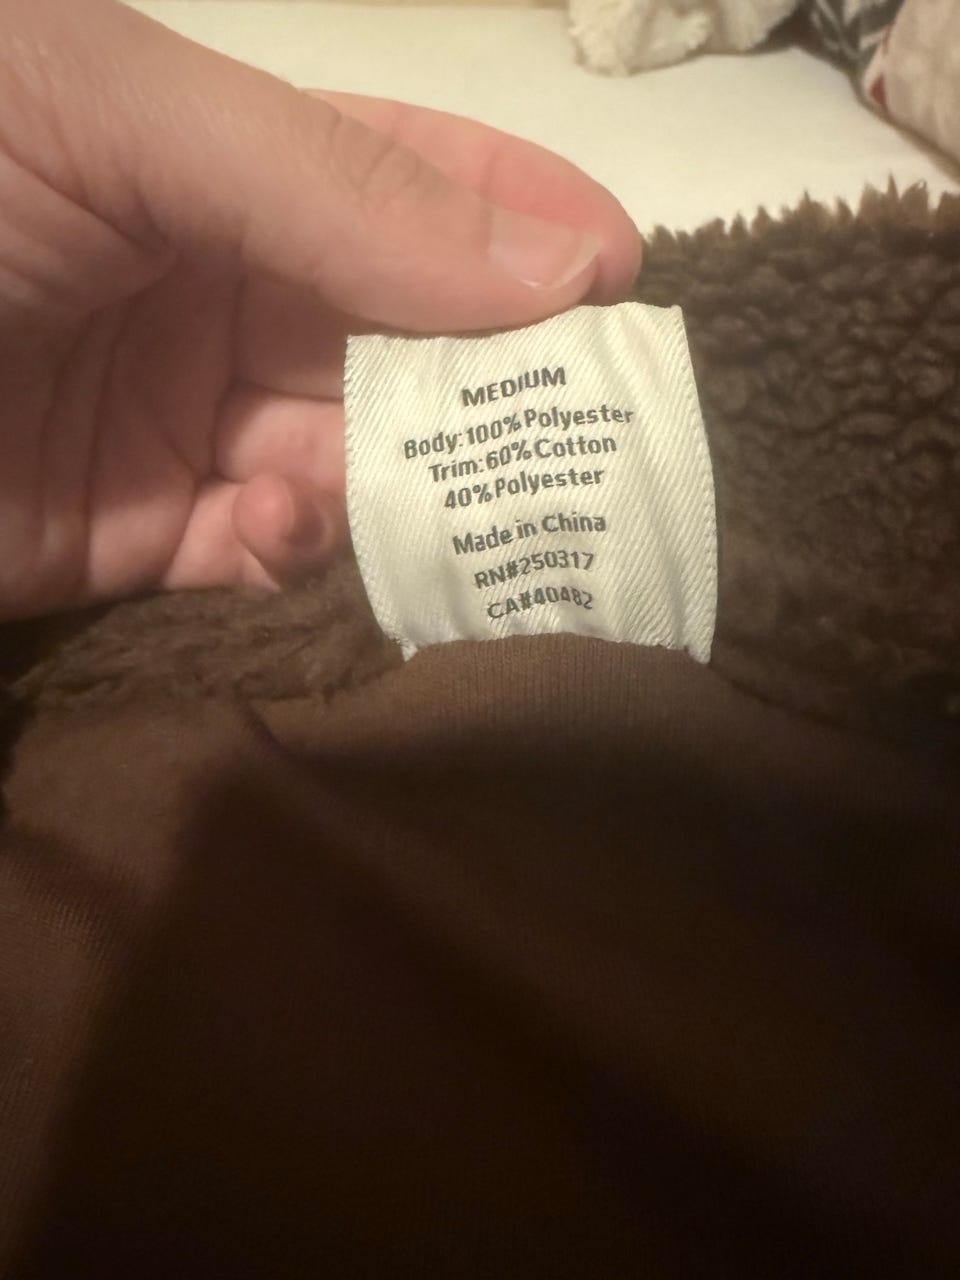 MEDIUM
Body:100% Polyester
Trim:60% Cotton
40% Polyester
Made in China
RN#250317
CA#40482